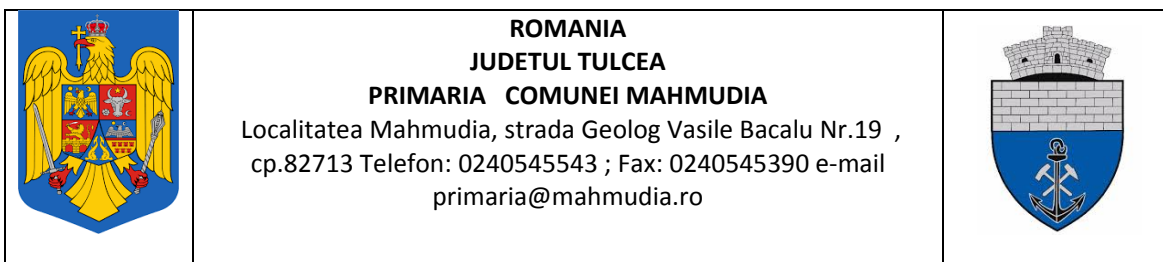 ROMANIA
JUDETUL TULCEA
PRIMARIA COMUNEI MAHMUDIA
Localitatea Mahmudia, strada Geolog Vasile Bacalu Nr.19 ,
cp.82713 Telefon: 0240545543 ; Fax: 0240545390 e-mail
primaria@mahmudia.ro